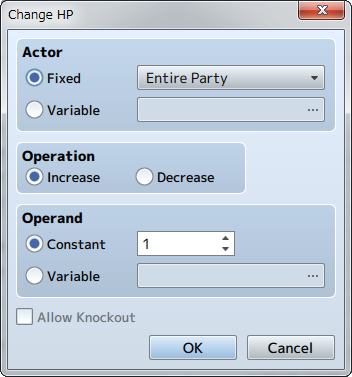 Change HP
Actor
Fixed Entire Party
Variable ...
Operation
Increase Decrease
Operand
Constant 1
Variable ...
Allow Knockout
OK Cancel